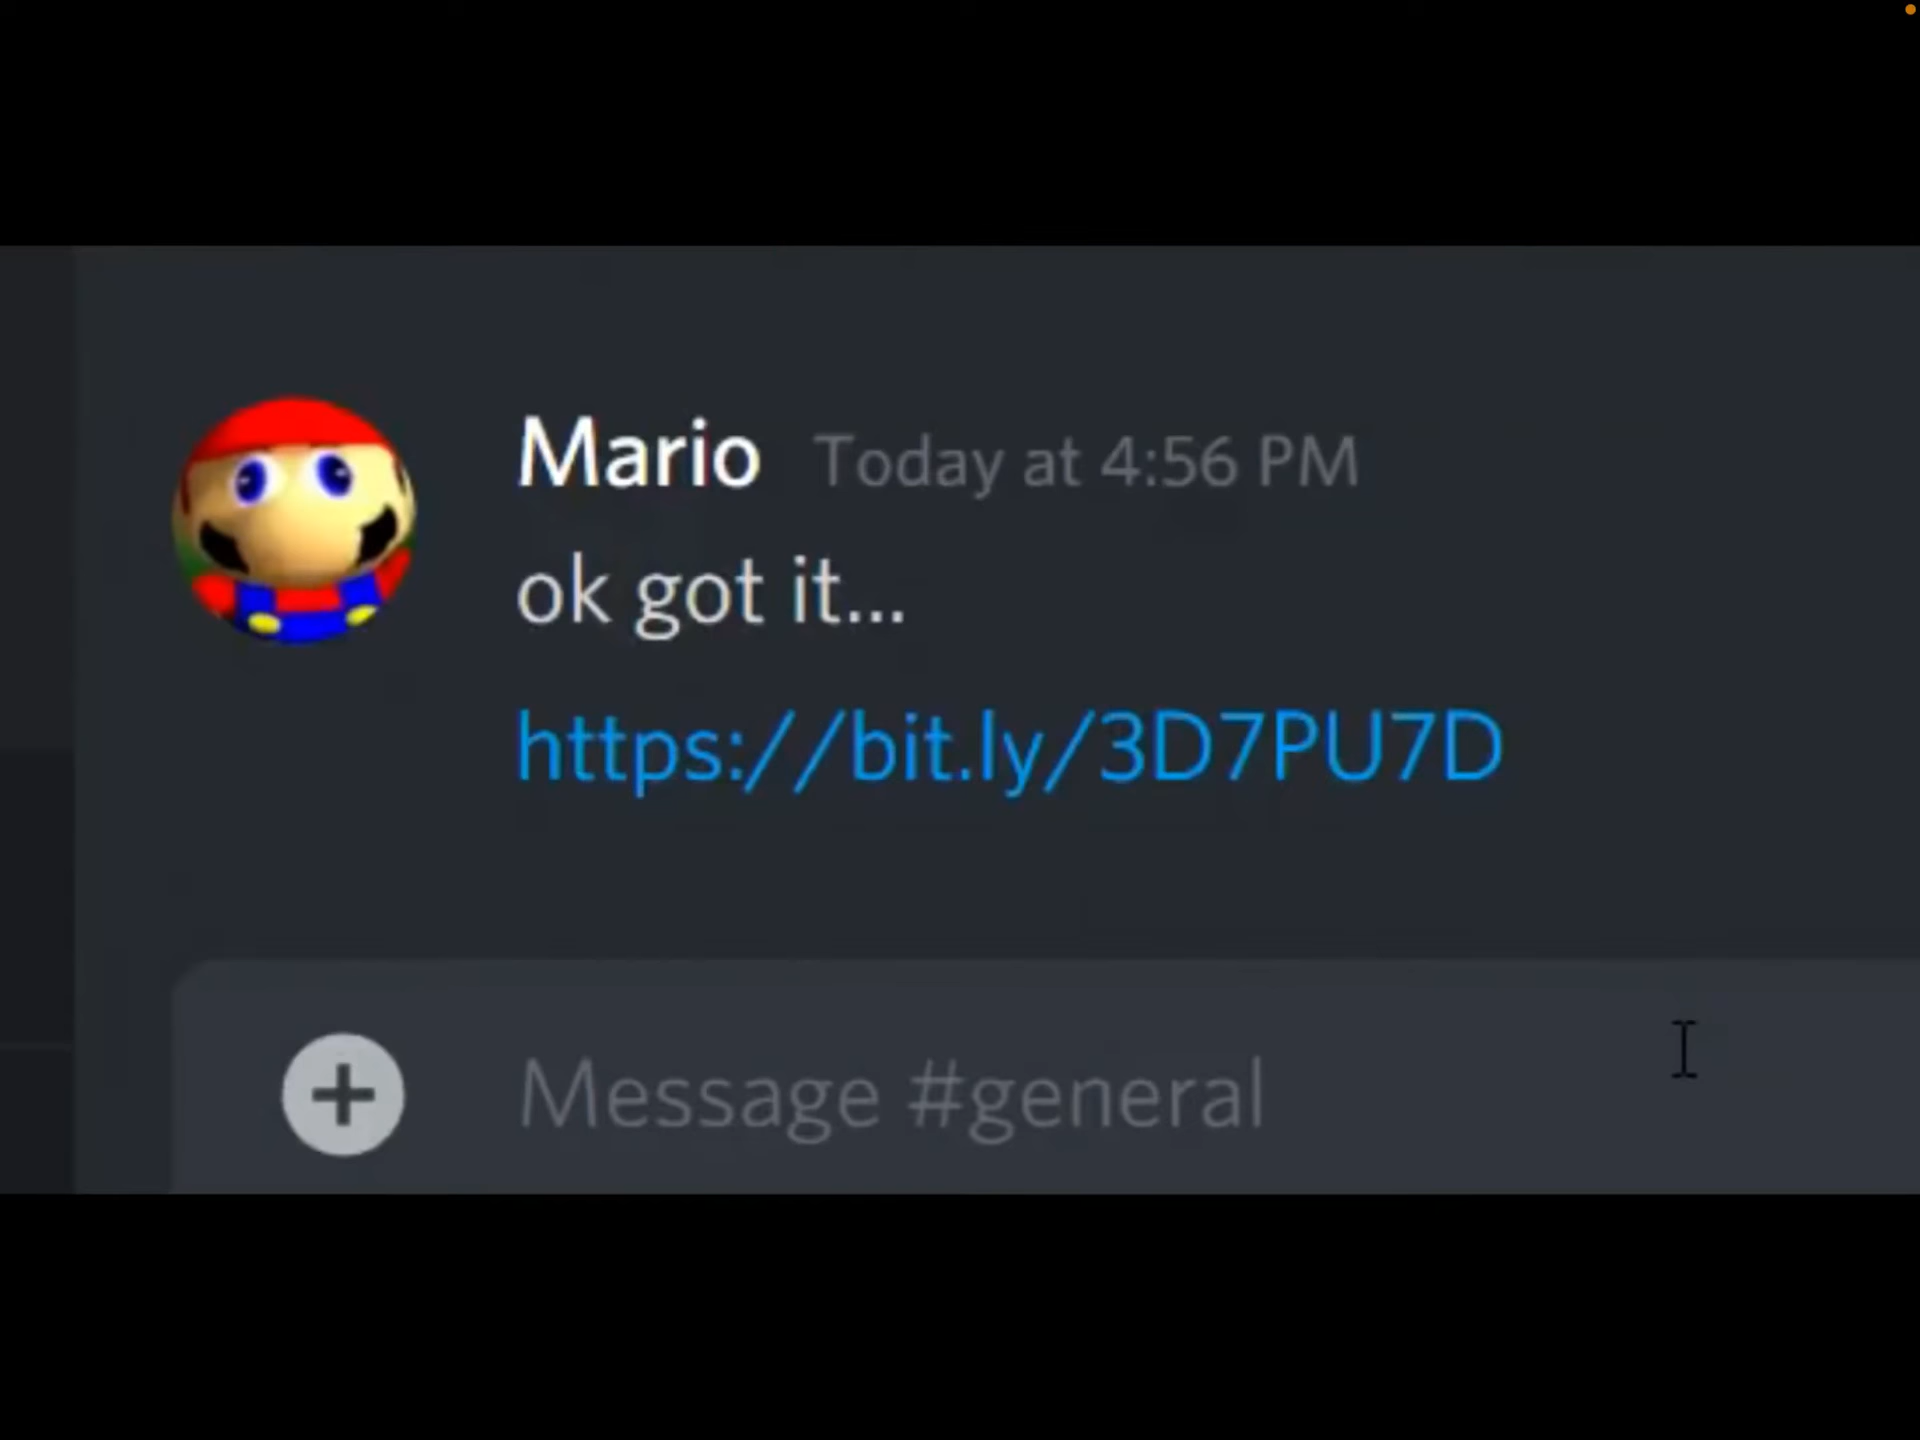 Mario Today at 4:56 PM
ok got it...
https://bit.ly/3D7PU7D
Message #general